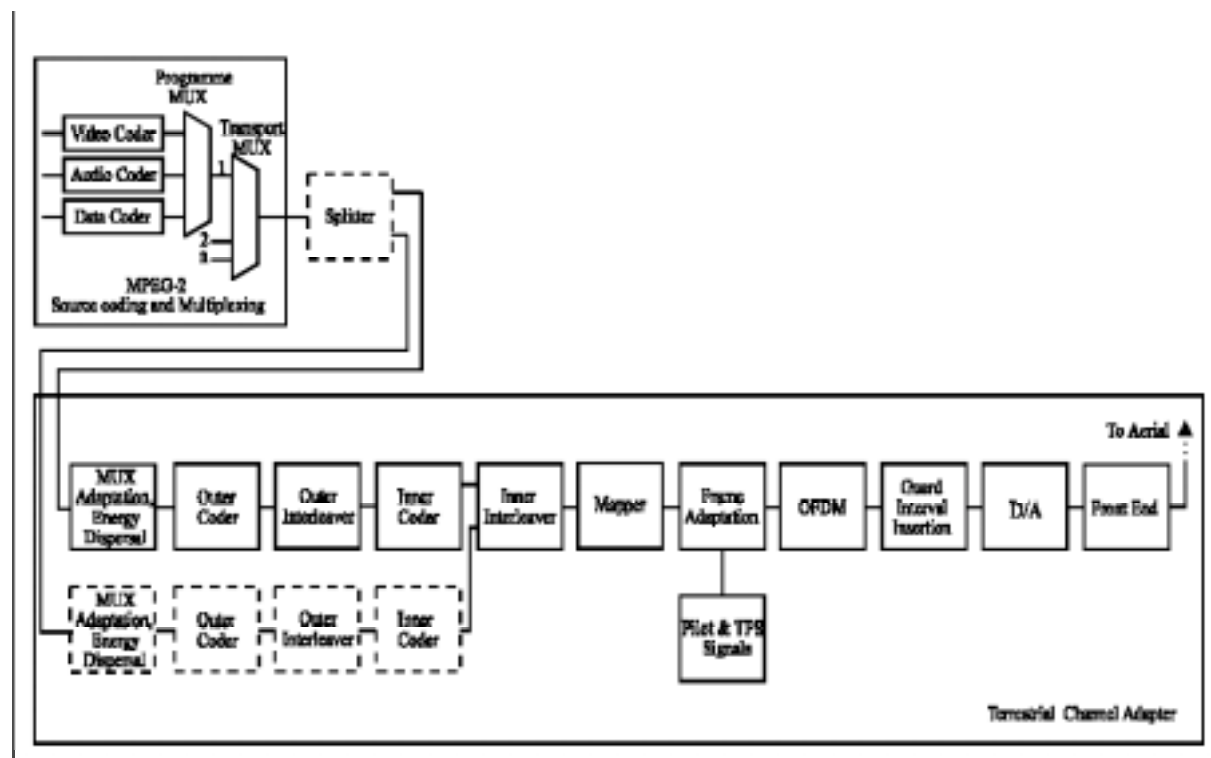 Programme
MUX
Video Coder
Audio Coder
Data Coder
Transport
MUX
1
2
n
MPEG-2
Source coding and Multiplexing
Splitter
To Aerial
MUX
Adaptation,
Energy
Dispersal
Outer
Coder
Outer
Interleaver
Inner
Coder
Inner
Interleaver
Mapper
Frame
Adaptation
OFDM
Guard
Interval
Insertion
D/A
Front End
MUX
Adaptation,
Energy
Dispersal
Outer
Coder
Outer
Interleaver
Inner
Coder
Pilot & TPS
Signals
Terrestrial Channel Adapter